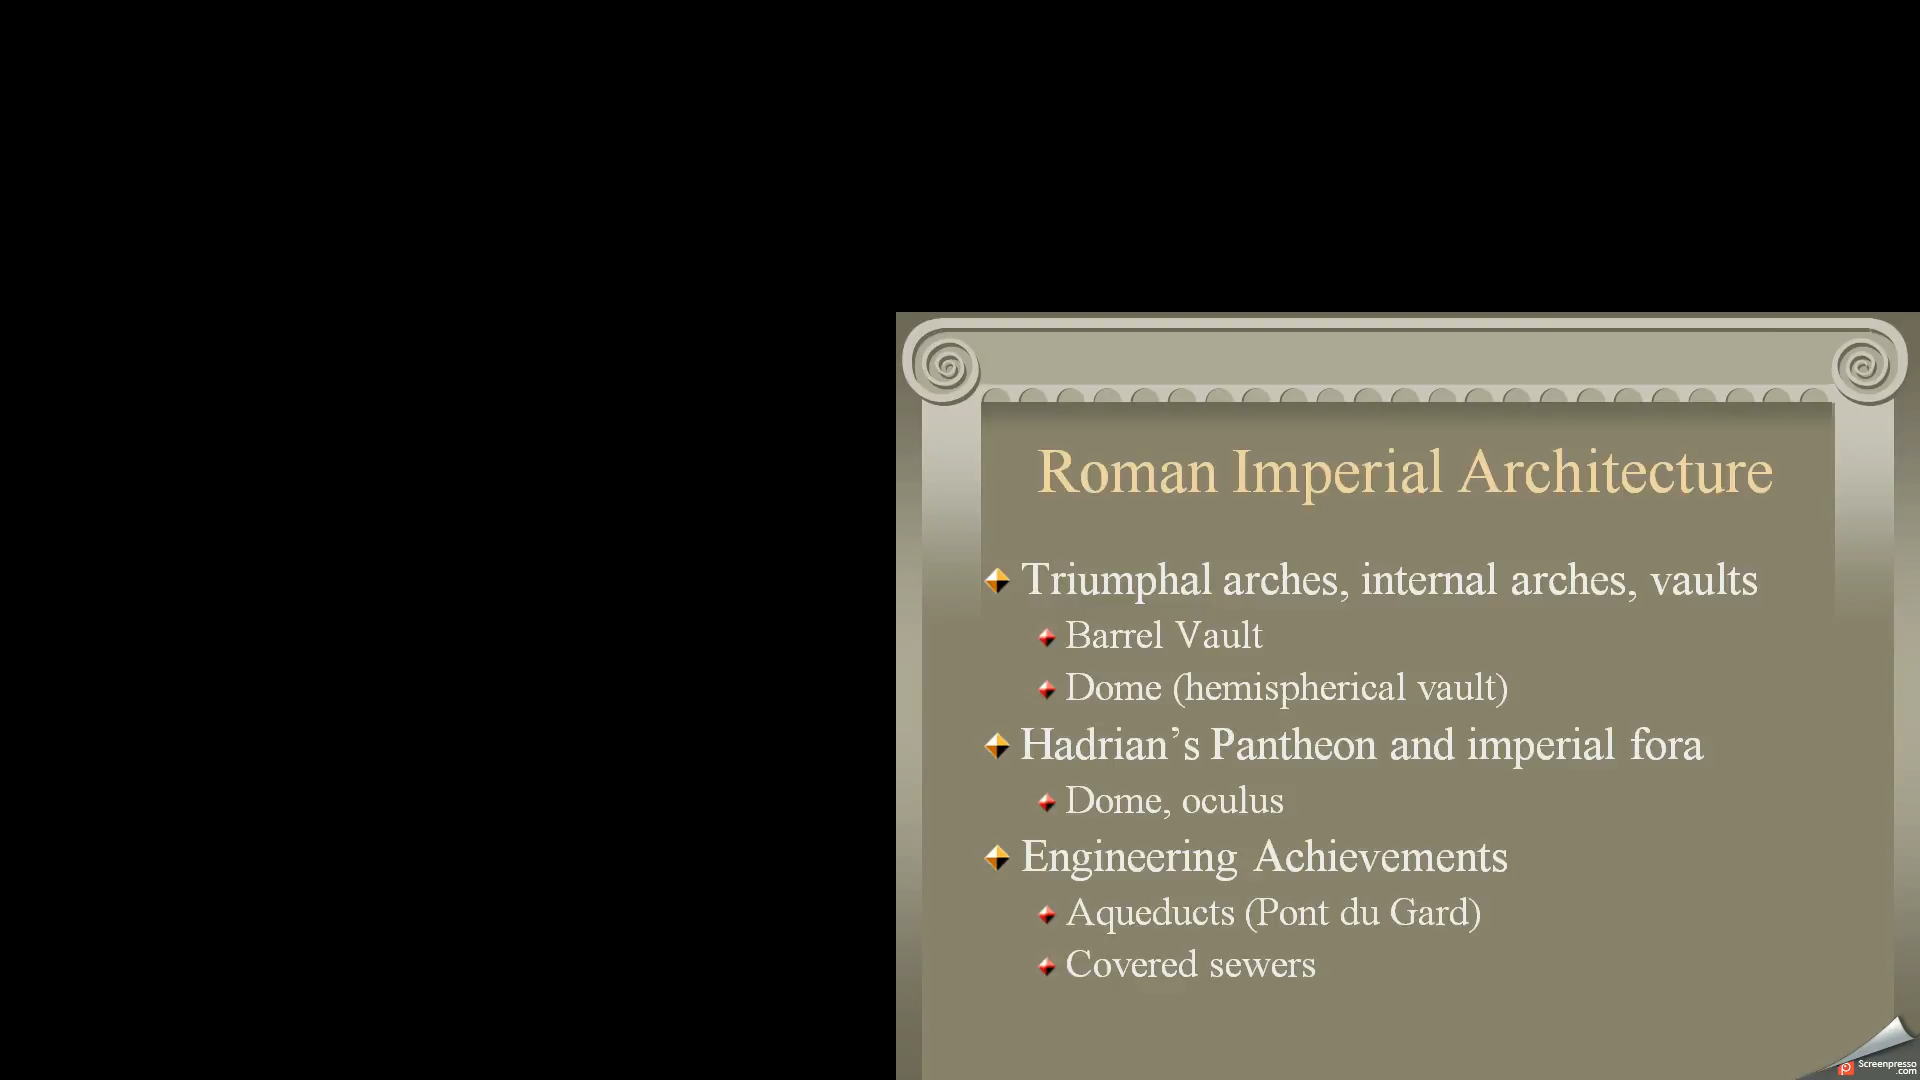 Roman Imperial Architecture
Triumphal arches, internal arches, vaults
Barrel Vault
Dome (hemispherical vault)
Hadrian’s Pantheon and imperial fora
Dome, oculus
Engineering Achievements
Aqueducts (Pont du Gard)
Covered sewers
Screenpresso
.com